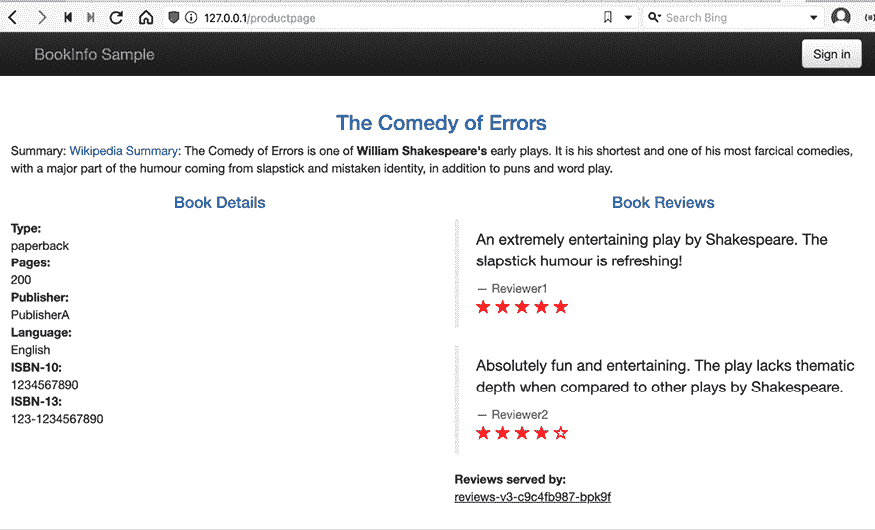 127.0.0.1/productpage
Search Bing
BookInfo Sample
Sign in
The Comedy of Errors
Summary: Wikipedia Summary: The Comedy of Errors is one of William Shakespeare's early plays. It is his shortest and one of his most farcical comedies,
with a major part of the humour coming from slapstick and mistaken identity, in addition to puns and word play.
Book Details
Type:
paperback
Pages:
200
Publisher:
PublisherA
Language:
English
ISBN-10:
1234567890
ISBN-13:
123-1234567890
Book Reviews
An extremely entertaining play by Shakespeare. The
slapstick humour is refreshing!
— Reviewer1
Absolutely fun and entertaining. The play lacks thematic
depth when compared to other plays by Shakespeare.
— Reviewer2
Reviews served by:
reviews-v3-c9c4fb987-bpk9f